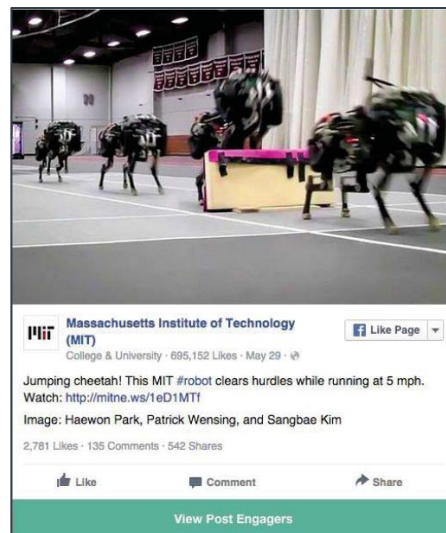 MIT
Massachusetts Institute of Technology
(MIT)
Like Page
College & University · 695,152 Likes · May 29 ·
Jumping cheetah! This MIT #robot clears hurdles while running at 5 mph.
Watch: http://mitne.ws/1eD1MTf
Image: Haewon Park, Patrick Wensing, and Sangbae Kim
2,781 Likes · 135 Comments · 542 Shares
Like
Comment
Share
View Post Engagers